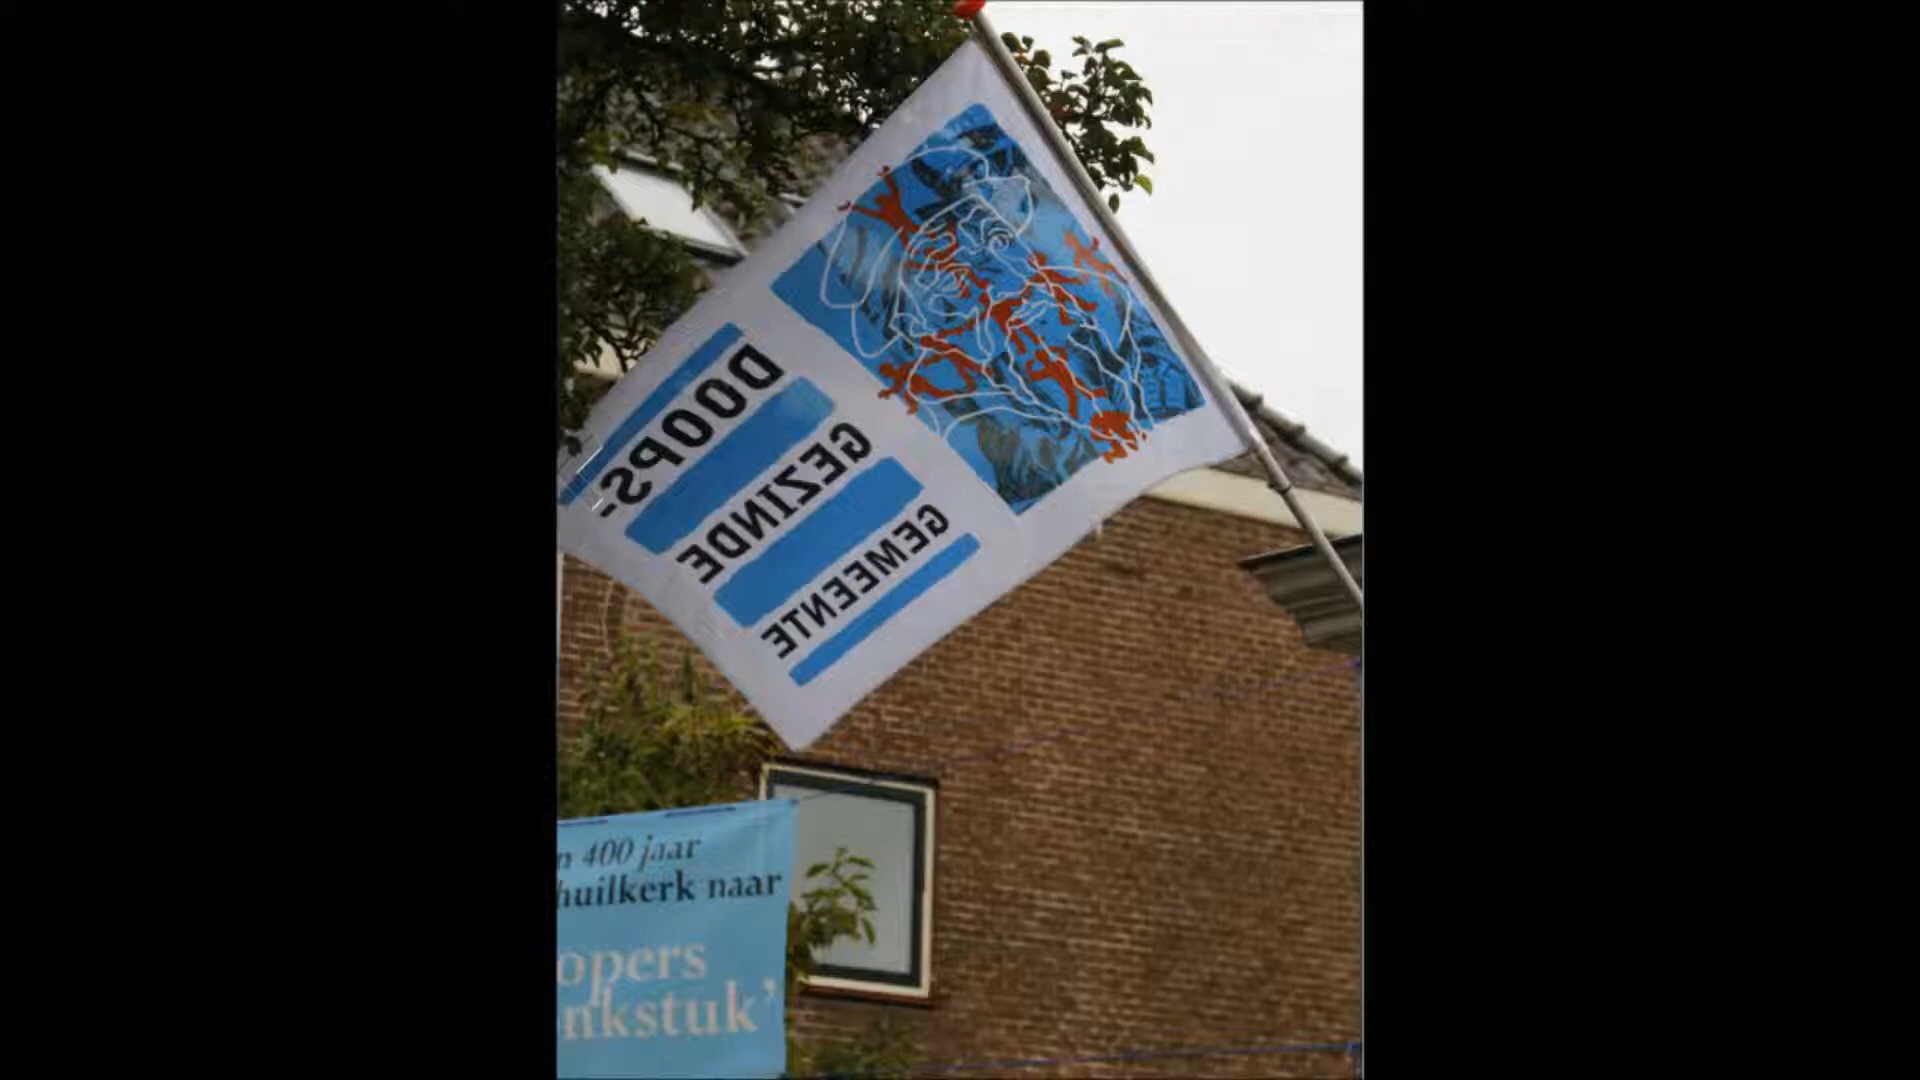 DOOPS-
GEZINDE
GEMEENTE
400 jaar
huilkerk naar
opers
nkstuk'